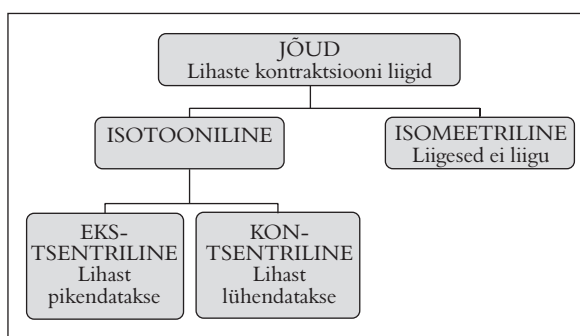 JÕUD
Lihaste kontraktsiooni liigid
ISOTOONILINE
ISOMEETRILINE
Liigesed ei liigu
EKS-
TSENTRILINE
Lihast
pikendatakse
KON-
TSENTRILINE
Lihast
lühendatakse